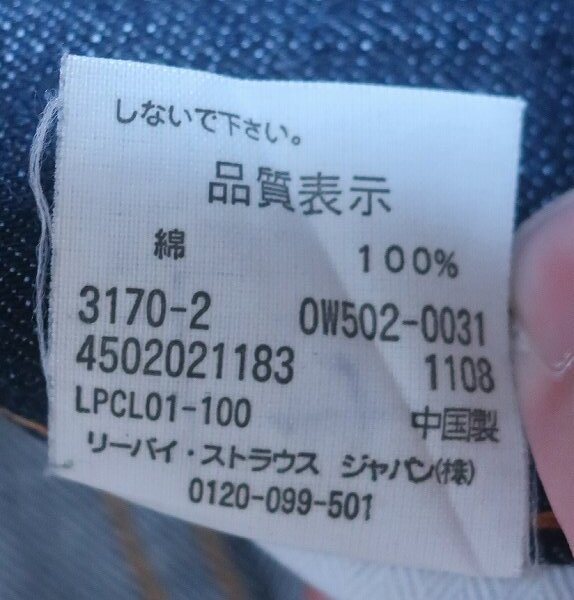 しないで下さい。
品質表示
綿 100%
3170-2 0W502-0031
4502021183 1108
LPCL01-100 中国製
リーバイ・ストラウス ジャパン(株)
0120-099-501